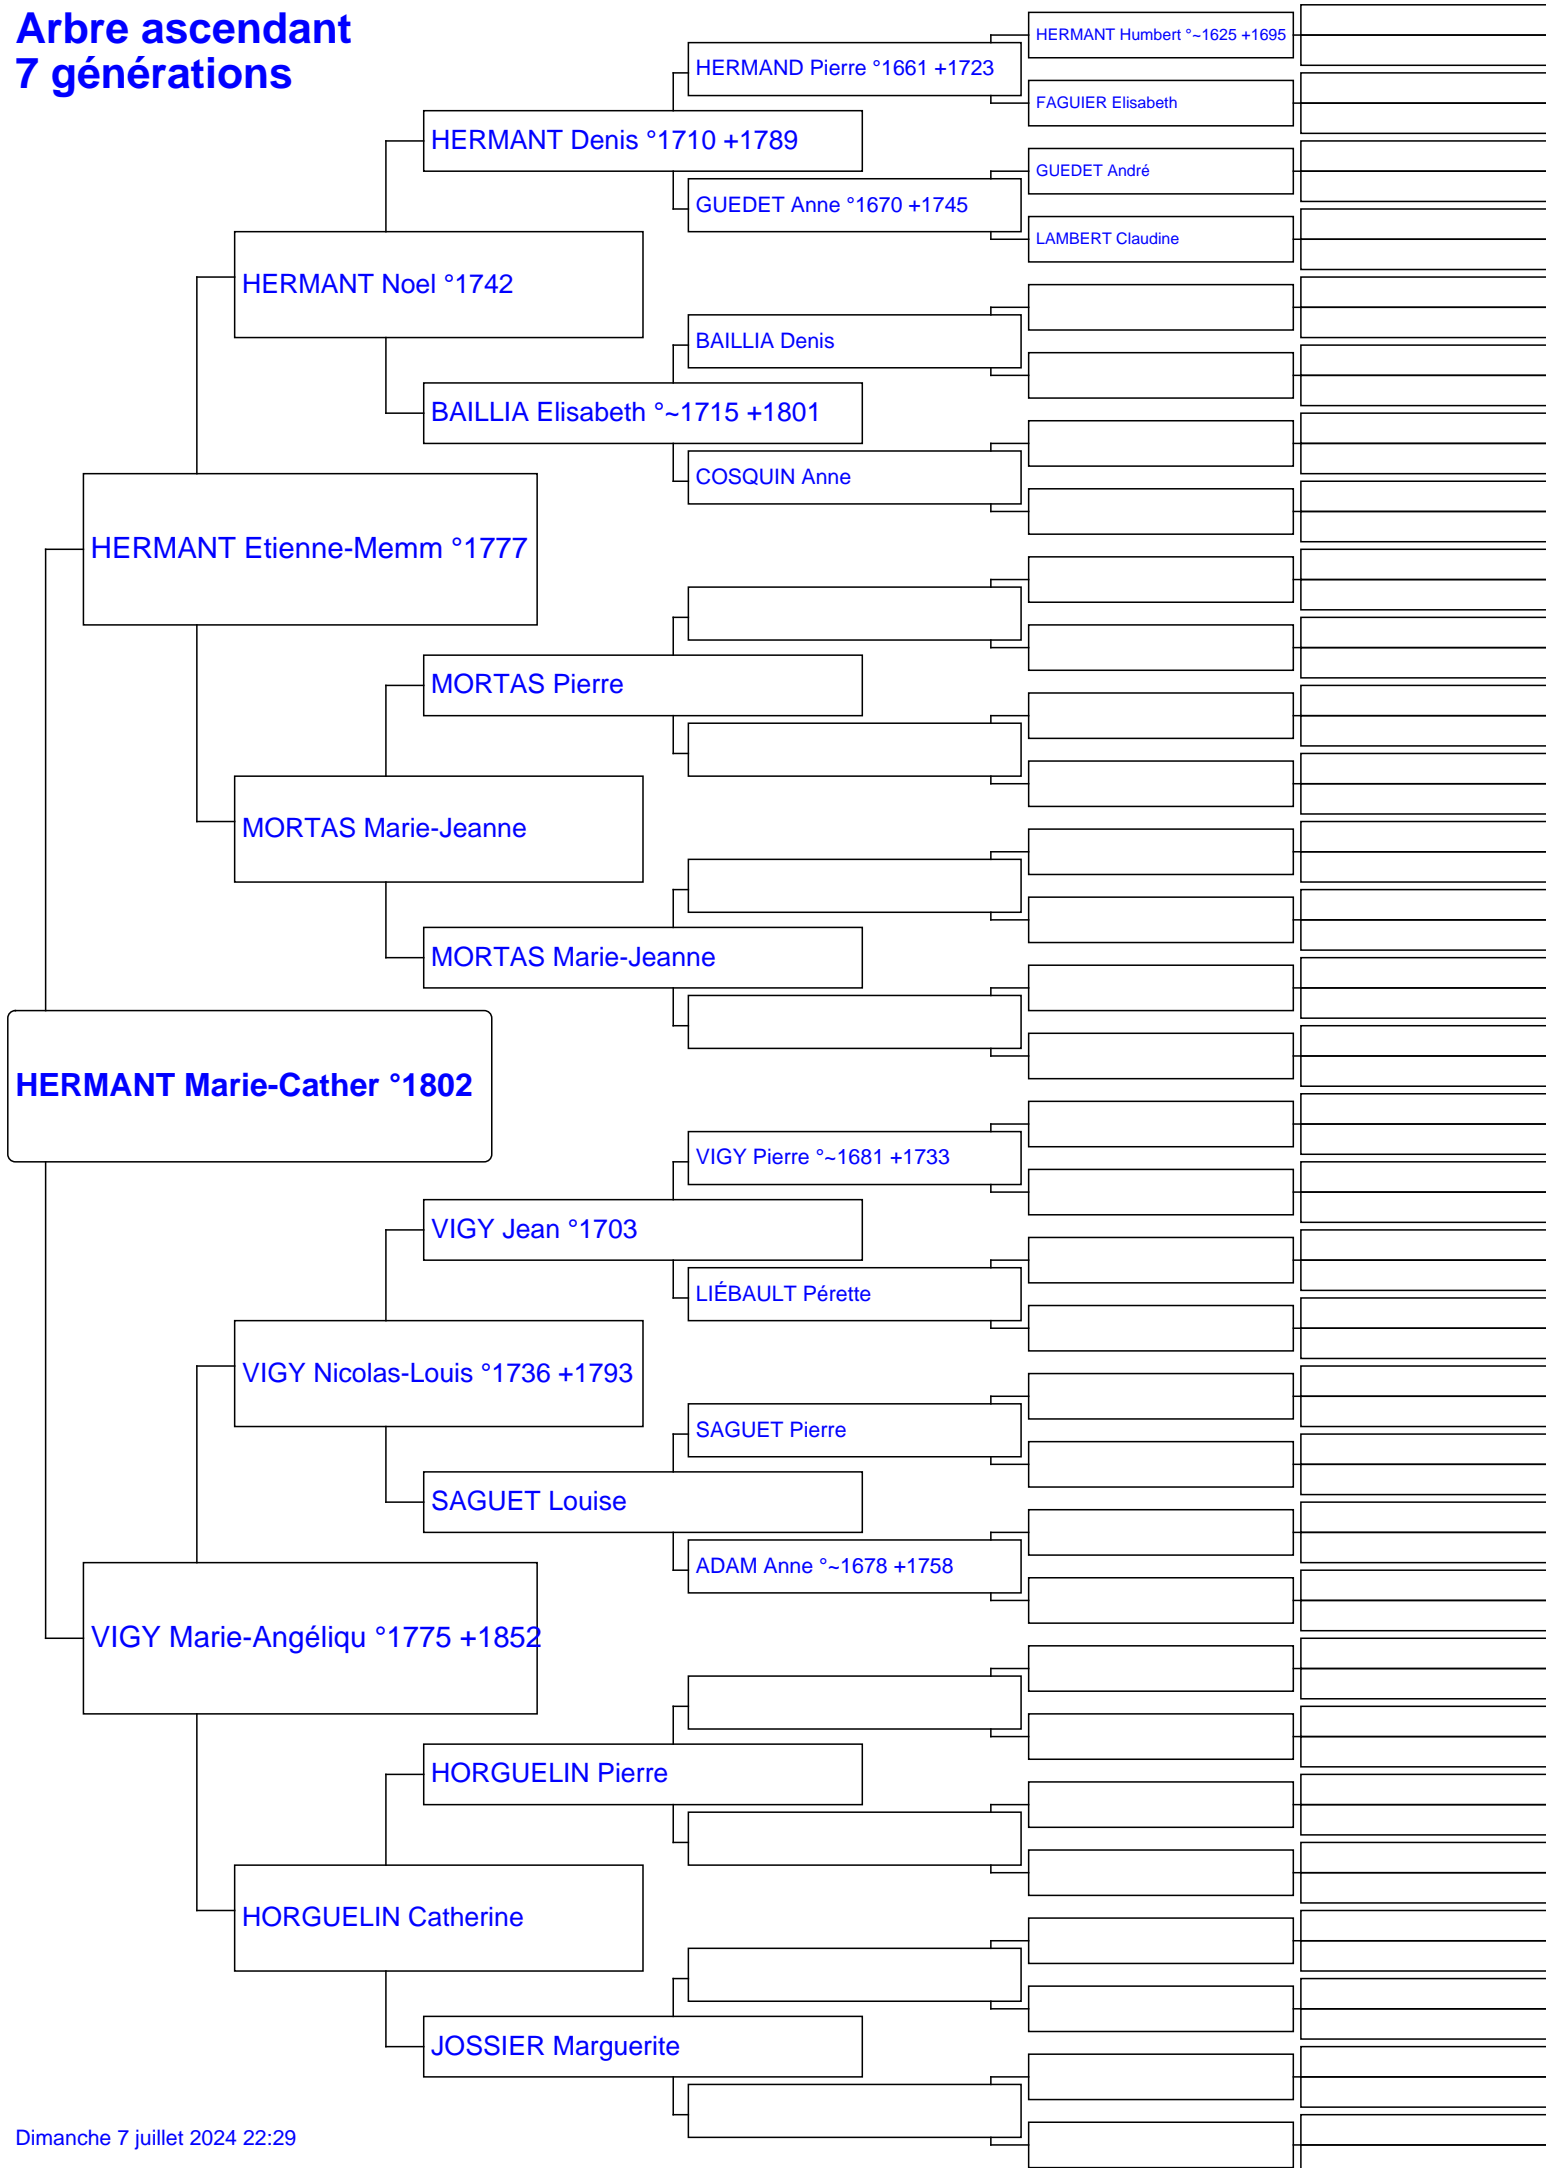 Arbre ascendant
7 générations
HERMANT Humbert °~1625 +1695
HERMAND Pierre °1661 +1723
FAGUIER Elisabeth
HERMANT Denis °1710 +1789
GUEDET André
GUEDET Anne °1670 +1745
LAMBERT Claudine
HERMANT Noel °1742
BAILLIA Denis
BAILLIA Elisabeth °~1715 +1801
COSQUIN Anne
HERMANT Etienne-Memm °1777
MORTAS Pierre
MORTAS Marie-Jeanne
MORTAS Marie-Jeanne
HERMANT Marie-Cather °1802
VIGY Pierre °~1681 +1733
VIGY Jean °1703
LIÉBAULT Pérette
VIGY Nicolas-Louis °1736 +1793
SAGUET Pierre
SAGUET Louise
ADAM Anne °~1678 +1758
VIGY Marie-Angéliqu °1775 +1852
HORGUELIN Pierre
HORGUELIN Catherine
JOSSIER Marguerite
Dimanche 7 juillet 2024 22:29